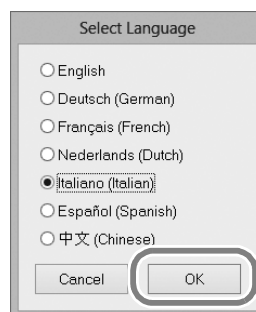 Select Language
English
Deutsch (German)
Français (French)
Nederlands (Dutch)
Italiano (Italian)
Español (Spanish)
中文 (Chinese)
Cancel OK